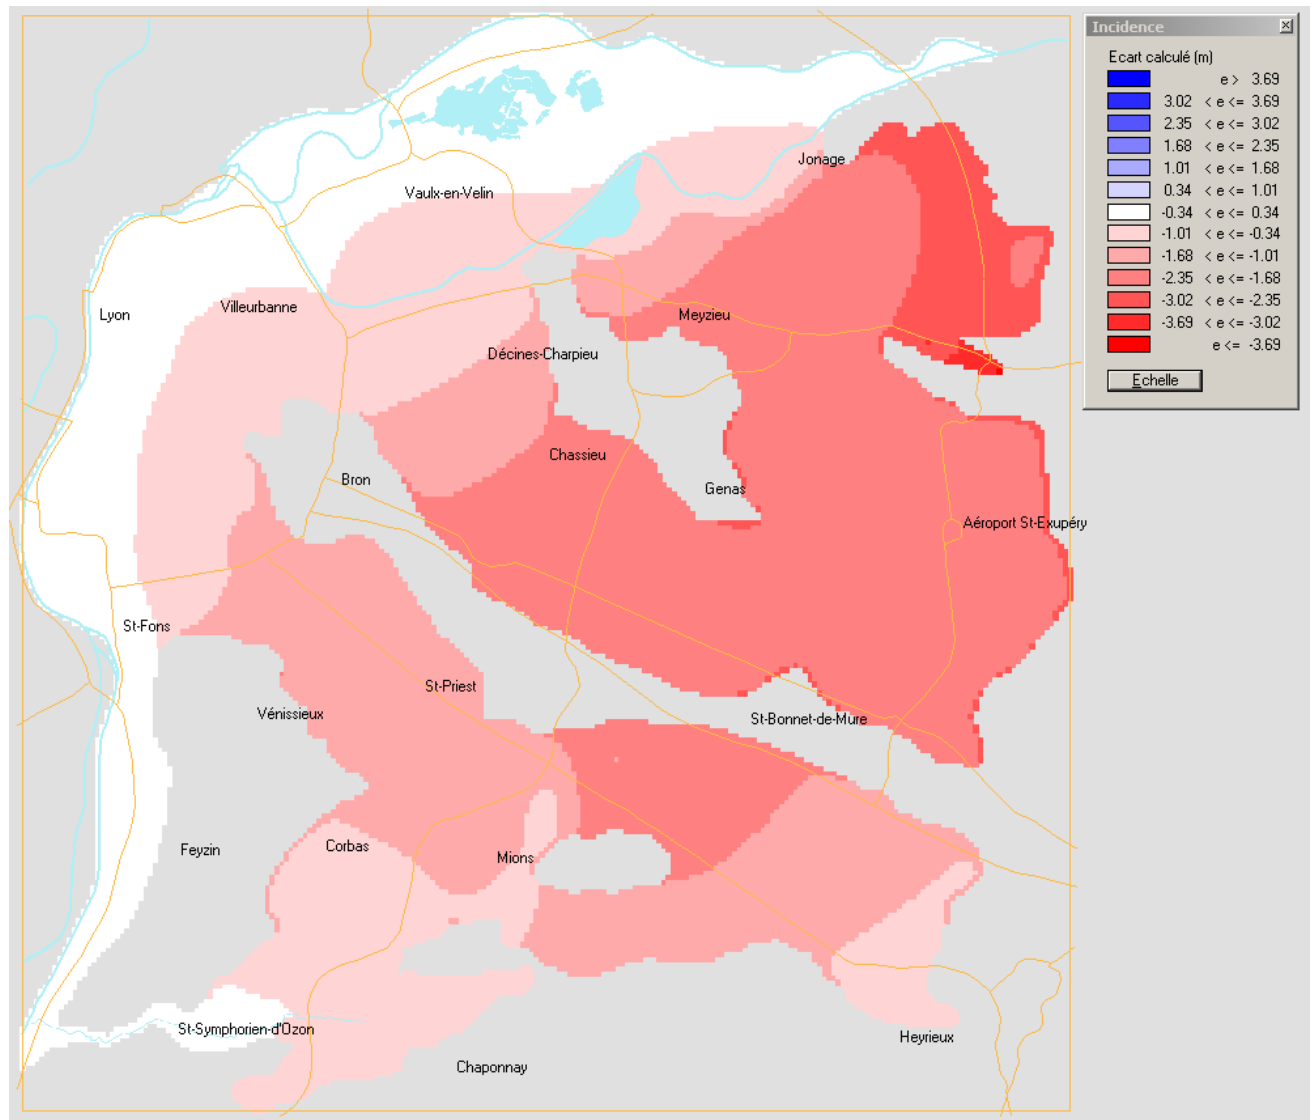 Incidence
Ecart calculé (m)
e > 3.69
3.02 < e <= 3.69
2.35 < e <= 3.02
1.68 < e <= 2.35
1.01 < e <= 1.68
0.34 < e <= 1.01
-0.34 < e <= 0.34
-1.01 < e <= -0.34
-1.68 < e <= -1.01
-2.35 < e <= -1.68
-3.02 < e <= -2.35
-3.69 < e <= -3.02
e <= -3.69
Echelle
Jonage
Vaulx-en-Velin
Villeurbanne
Lyon
Meyzieu
Décines-Charpieu
Chassieu
Bron
Genas
Aéroport St-Exupéry
St-Fons
St-Priest
Vénissieux
St-Bonnet-de-Mure
Feyzin
Corbas
Mions
St-Symphorien-d'Ozon
Heyrieux
Chaponnay